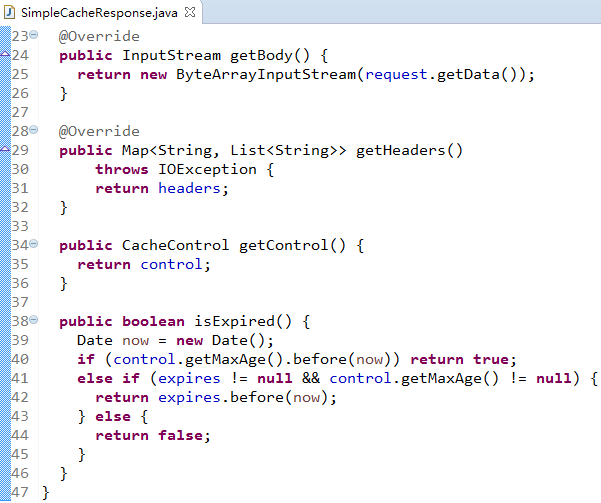 SimpleCacheResponse.java
23 @Override
24 public InputStream getBody() {
25 return new ByteArrayInputStream(request.getData());
26 }
27
28 @Override
29 public Map<String, List<String>> getHeaders()
30 throws IOException {
31 return headers;
32 }
33
34 public CacheControl getControl() {
35 return control;
36 }
37
38 public boolean isExpired() {
39 Date now = new Date();
40 if (control.getMaxAge().before(now)) return true;
41 else if (expires != null && control.getMaxAge() != null) {
42 return expires.before(now);
43 } else {
44 return false;
45 }
46 }
47 }